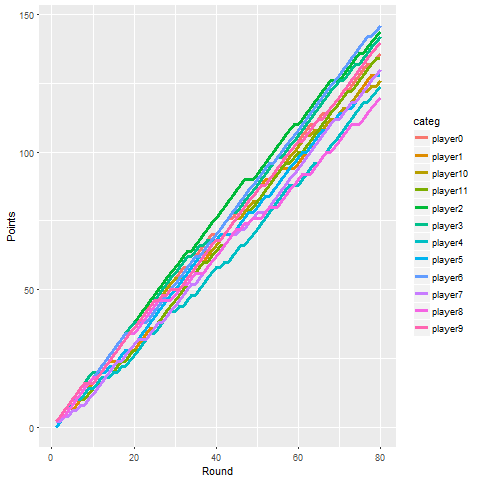 150
100
50
0
Points
0
20
40
60
80
Round
categ
player0
player1
player10
player11
player2
player3
player4
player5
player6
player7
player8
player9